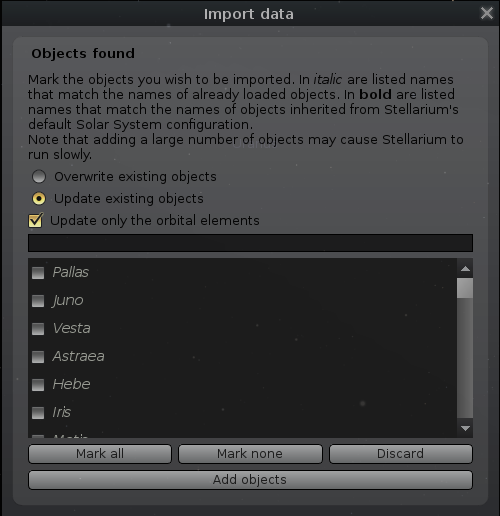 Import data
Objects found
Mark the objects you wish to be imported. In italic are listed names
that match the names of already loaded objects. In bold are listed
names that match the names of objects inherited from Stellarium's
default Solar System configuration.
Note that adding a large number of objects may cause Stellarium to
run slowly.
Overwrite existing objects
Update existing objects
Update only the orbital elements
Pallas
Juno
Vesta
Astraea
Hebe
Iris
Mark all
Mark none
Discard
Add objects